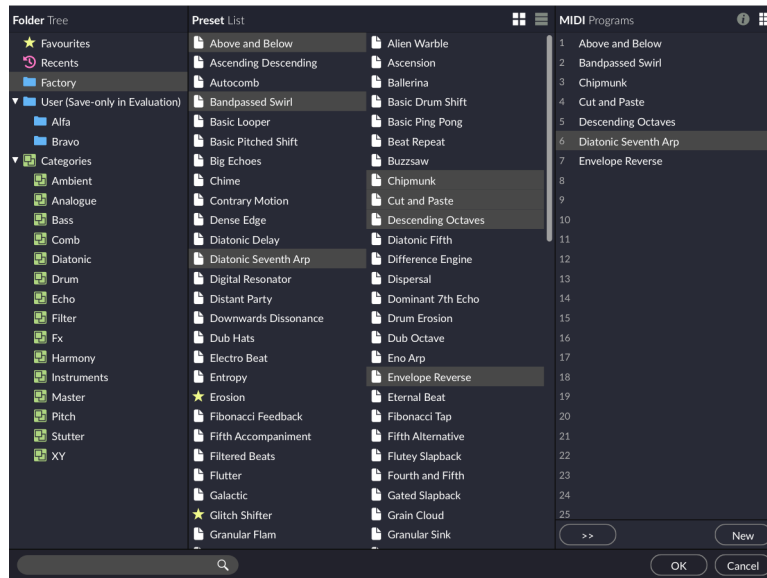 Folder Tree
Favourites
Recents
Factory
User (Save-only in Evaluation)
Alfa
Bravo
Categories
Ambient
Analogue
Bass
Comb
Diatonic
Drum
Echo
Filter
Fx
Harmony
Instruments
Master
Pitch
Stutter
XY
Preset List
Above and Below
Alien Warble
Ascending Descending
Ascension
Autocomb
Ballerina
Bandpassed Swirl
Basic Drum Shift
Basic Looper
Basic Ping Pong
Basic Pitched Shift
Beat Repeat
Big Echoes
Buzzsaw
Chime
Chipmunk
Contrary Motion
Cut and Paste
Dense Edge
Descending Octaves
Diatonic Delay
Diatonic Fifth
Diatonic Seventh Arp
Difference Engine
Digital Resonator
Dispersal
Distant Party
Dominant 7th Echo
Downwards Dissonance
Drum Erosion
Dub Hats
Dub Octave
Electro Beat
Eno Arp
Entropy
Envelope Reverse
Erosion
Eternal Beat
Fibonacci Feedback
Fibonacci Tap
Fifth Accompaniment
Fifth Alternative
Filtered Beats
Flutey Slapback
Flutter
Fourth and Fifth
Galactic
Gated Slapback
Glitch Shifter
Grain Cloud
Granular Flam
Granular Sink
MIDI Programs
1 Above and Below
2 Bandpassed Swirl
3 Chipmunk
4 Cut and Paste
5 Descending Octaves
6 Diatonic Seventh Arp
7 Envelope Reverse
8
9
10
11
12
13
14
15
16
17
18
19
20
21
22
23
24
25
>>
New
OK
Cancel